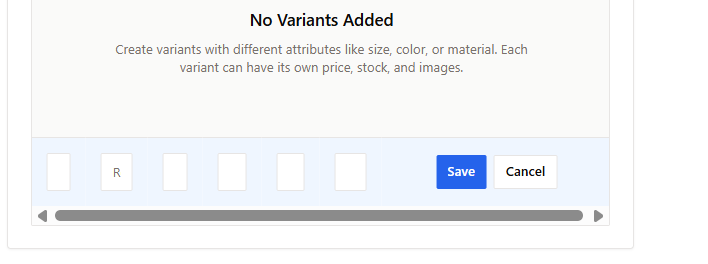 No Variants Added
Create variants with different attributes like size, color, or material. Each
variant can have its own price, stock, and images.
R
Save
Cancel